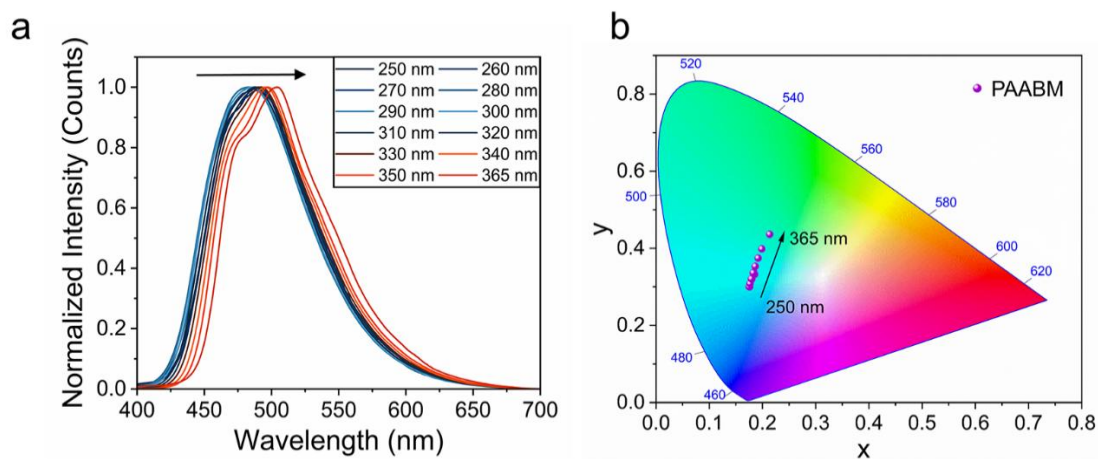 a
Normalized Intensity (Counts)
1.0
0.8
0.6
0.4
0.2
0.0
400 450 500 550 600 650 700
Wavelength (nm)
250 nm 260 nm
270 nm 280 nm
290 nm 300 nm
310 nm 320 nm
330 nm 340 nm
350 nm 365 nm
b
y
0.8
0.6
0.4
0.2
0.0
0.0 0.1 0.2 0.3 0.4 0.5 0.6 0.7 0.8
x
PAABM
520
540
560
500
580
600
620
480
460
365 nm
250 nm